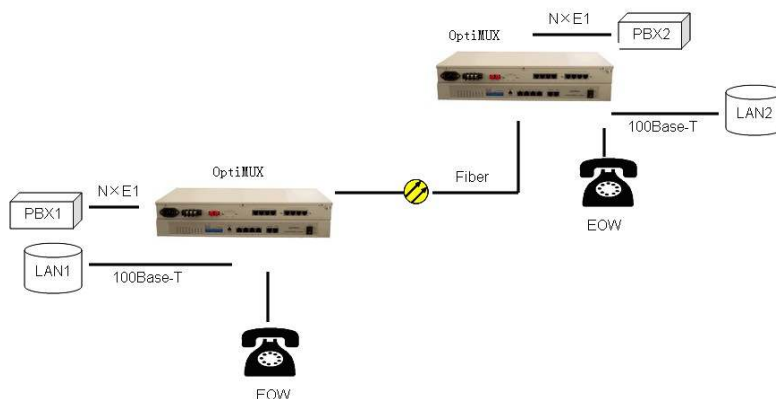 N×E1
OptiMUX
PBX2
LAN2
100Base-T
EOW
OptiMUX
Fiber
N×E1
PBX1
LAN1
100Base-T
EOW